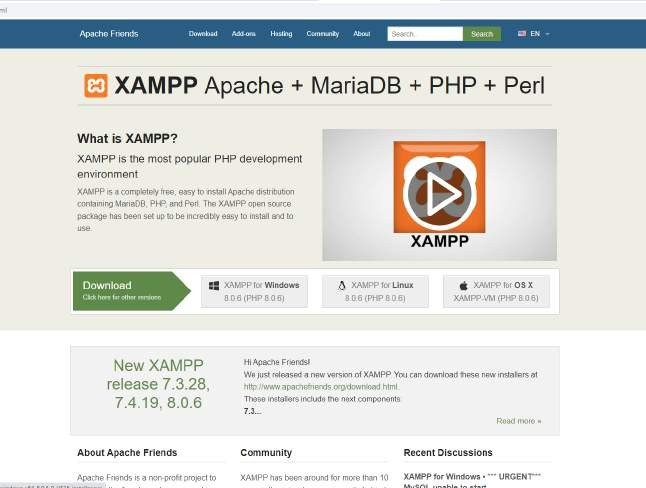 Apache Friends
Download Add-ons Hosting Community About
Search... Search EN
XAMPP Apache + MariaDB + PHP + Perl
What is XAMPP?
XAMPP is the most popular PHP development
environment
XAMPP is a completely free, easy to install Apache distribution
containing MariaDB, PHP, and Perl. The XAMPP open source
package has been set up to be incredibly easy to install and to
use.
XAMPP
Download
Click here for other versions
XAMPP for Windows
8.0.6 (PHP 8.0.6)
XAMPP for Linux
8.0.6 (PHP 8.0.6)
XAMPP for OS X
XAMPP-VM (PHP 8.0.6)
New XAMPP
release 7.3.28,
7.4.19, 8.0.6
Hi Apache Friends!
We just released a new version of XAMPP. You can download these new installers at
http://www.apachefriends.org/download.html.
These installers include the next components:
7.3...
Read more »
About Apache Friends
Apache Friends is a non-profit project to
Community
XAMPP has been around for more than 10
Recent Discussions
XAMPP for Windows • *** URGENT***
MySQL unable to start